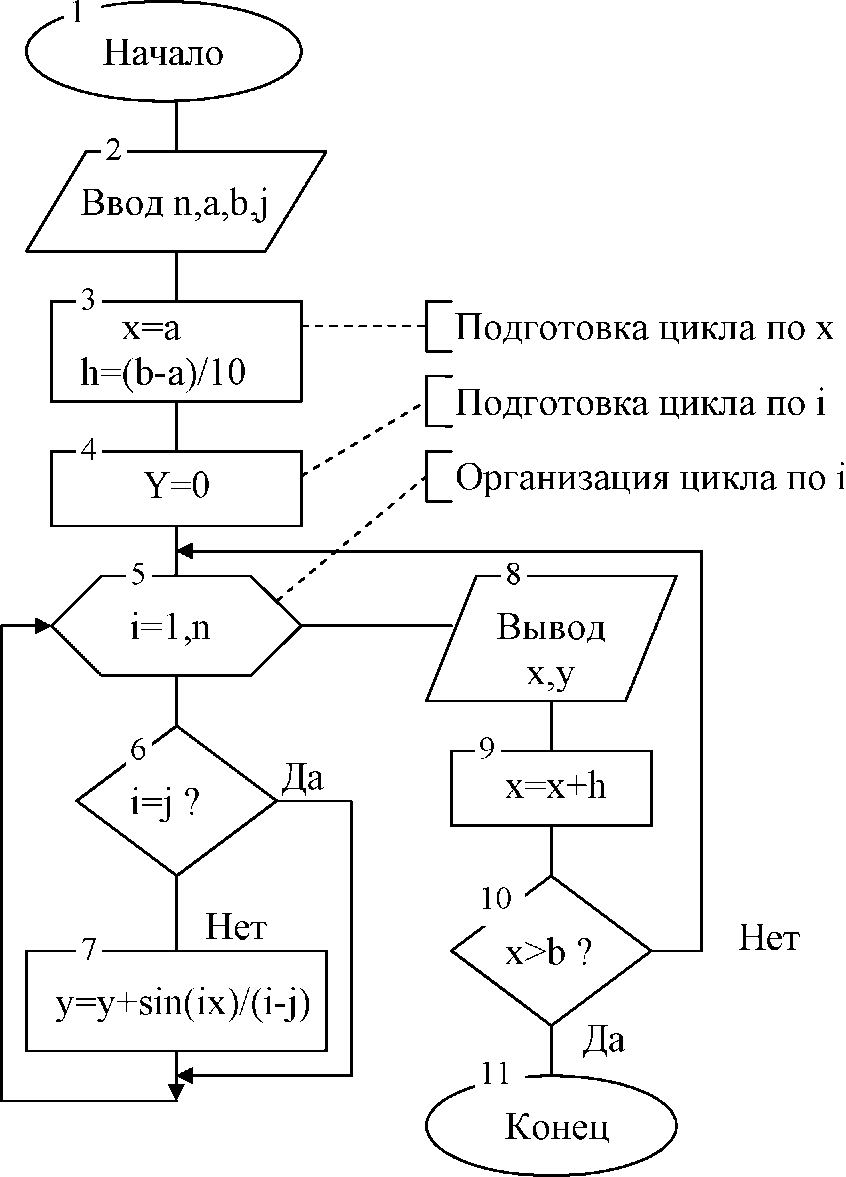 1
Начало
2
Ввод n,a,b,j
3
x=a
h=(b-a)/10
Подготовка цикла по x
Подготовка цикла по i
4
Y=0
Организация цикла по i
5
i=1,n
8
Вывод
x,y
6
i=j ?
Да
9
x=x+h
Нет
7
y=y+sin(ix)/(i-j)
10
x>b ?
Нет
Да
11
Конец